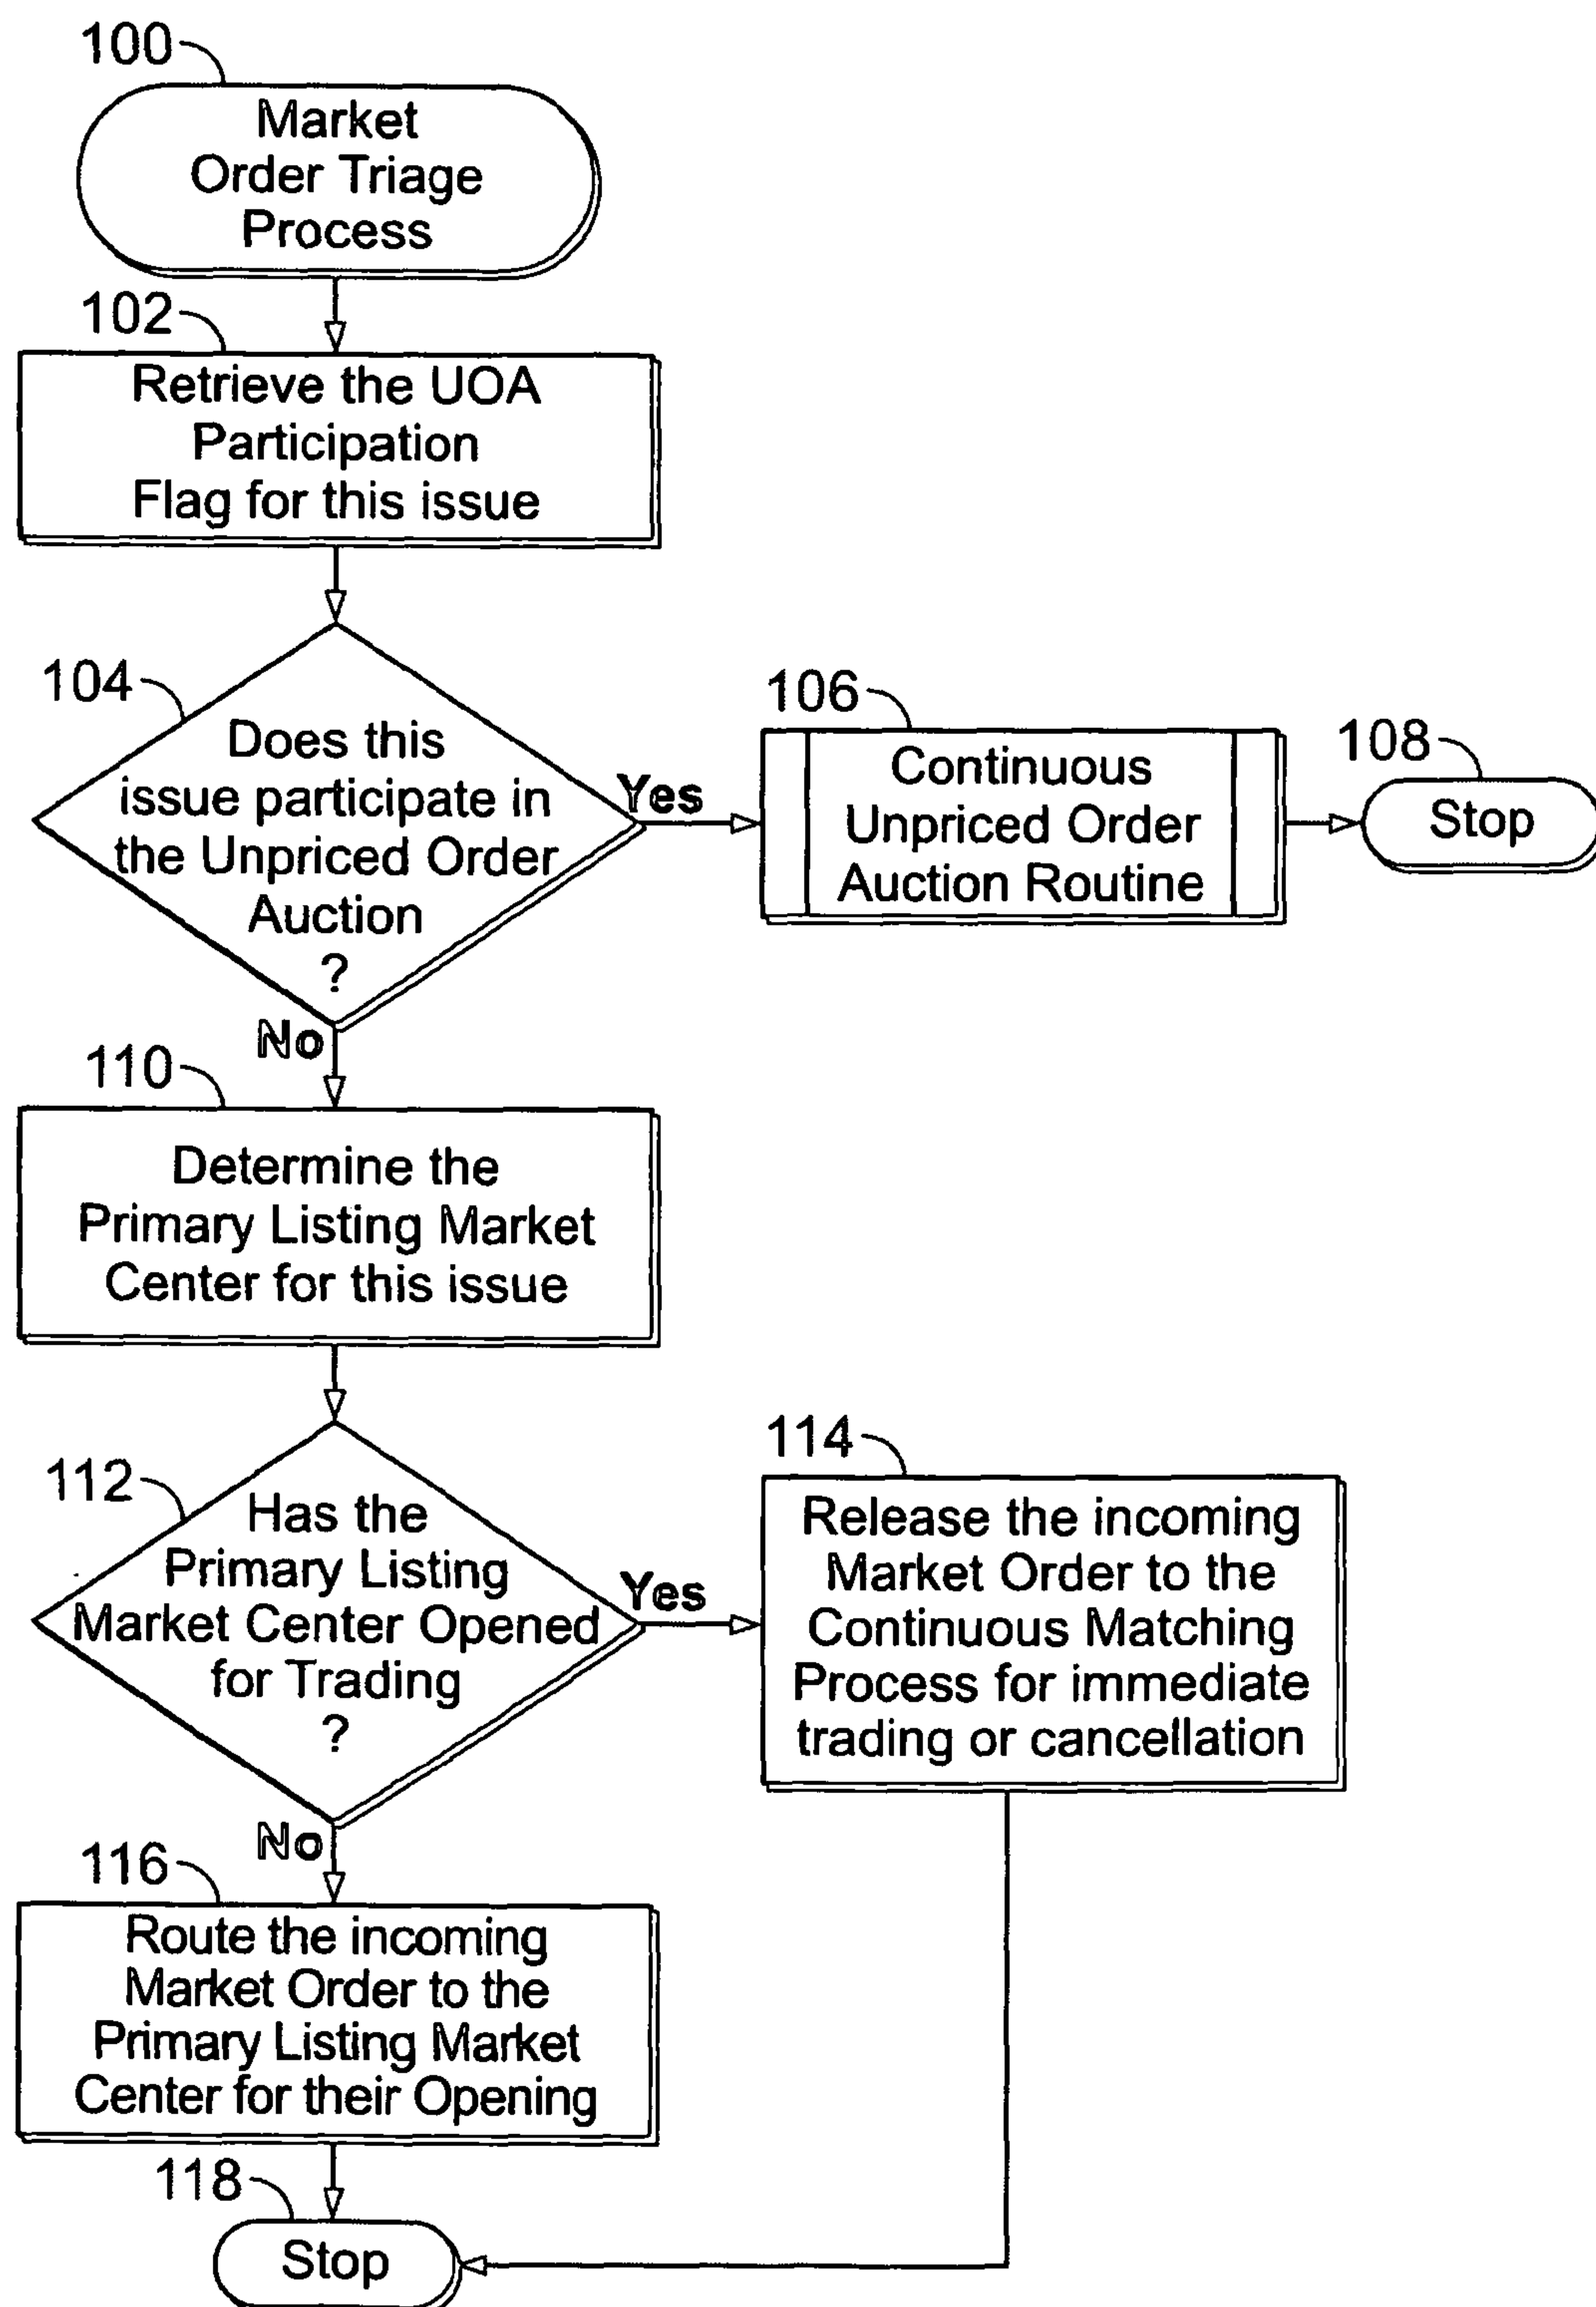 100
Market
Order Triage
Process
102
Retrieve the UOA
Participation
Flag for this issue
104
Does this
issue participate in
the Unpriced Order
Auction
?
Yes
106
Continuous
Unpriced Order
Auction Routine
108
Stop
No
110
Determine the
Primary Listing Market
Center for this issue
112
Has the
Primary Listing
Market Center Opened
for Trading
?
Yes
114
Release the incoming
Market Order to the
Continuous Matching
Process for immediate
trading or cancellation
No
116
Route the incoming
Market Order to the
Primary Listing Market
Center for their Opening
118
Stop